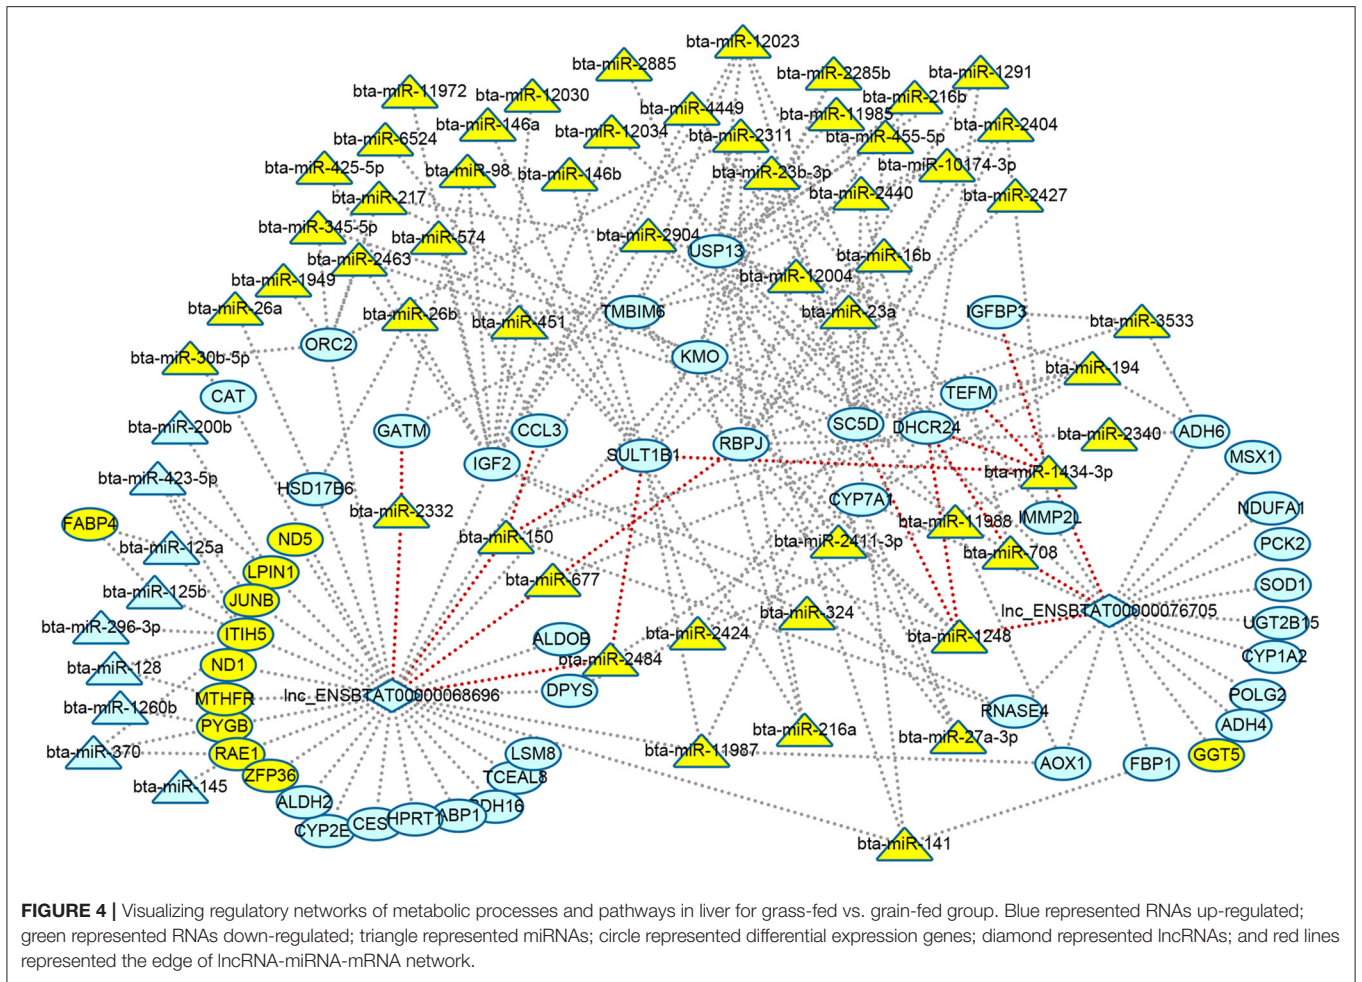 bta-miR-12023
bta-miR-2885
bta-miR-2285b
bta-miR-1291
bta-miR-11972
bta-miR-12030
bta-miR-216b
bta-miR-4449
bta-miR-11985
bta-miR-146a
bta-miR-12034
bta-miR-2311
bta-miR-455-5p
bta-miR-2404
bta-miR-6524
bta-miR-425-5p
bta-miR-98
bta-miR-146b
bta-miR-23b-3p
bta-miR-10174-3p
bta-miR-217
bta-miR-2440
bta-miR-2427
bta-miR-345-5p
bta-miR-574
bta-miR-2904
USP13
bta-miR-16b
bta-miR-2463
bta-miR-1949
bta-miR-12004
bta-miR-26a
bta-miR-26b
bta-miR-451
TMBIM6
bta-miR-23a
IGFBP3
bta-miR-3533
ORC2
bta-miR-30b-5p
KMO
bta-miR-194
CAT
TEFM
bta-miR-200b
GATM
CCL3
SC5D
DHCR24
bta-miR-2340
ADH6
IGF2
SULT1B1
RBPJ
MSX1
bta-miR-423-5p
HSD17B6
bta-miR-1434-3p
CYP7A1
NDUFA1
bta-miR-2332
FABP4
bta-miR-11988
IMMP2L
ND5
bta-miR-150
bta-miR-2411-3p
bta-miR-708
PCK2
bta-miR-125a
LPIN1
bta-miR-677
SOD1
bta-miR-125b
JUNB
bta-miR-324
lnc_ENSBTAT00000076705
bta-miR-296-3p
ITIH5
ALDOB
bta-miR-2424
bta-miR-1248
UGT2B15
bta-miR-128
ND1
bta-miR-2484
CYP1A2
lnc_ENSBTAT00000068696
DPYS
MTHFR
POLG2
bta-miR-1260b
RNASE4
PYGB
ADH4
bta-miR-370
RAE1
LSM8
bta-miR-11987
bta-miR-216a
bta-miR-27a-3p
GGT5
AOX1
FBP1
ZFP36
TCEAL8
bta-miR-145
ALDH2
DH16
CYP2E
CES
HPRT1
ABP1
bta-miR-141
FIGURE 4 | Visualizing regulatory networks of metabolic processes and pathways in liver for grass-fed vs. grain-fed group. Blue represented RNAs up-regulated;
green represented RNAs down-regulated; triangle represented miRNAs; circle represented differential expression genes; diamond represented lncRNAs; and red lines
represented the edge of lncRNA-miRNA-mRNA network.